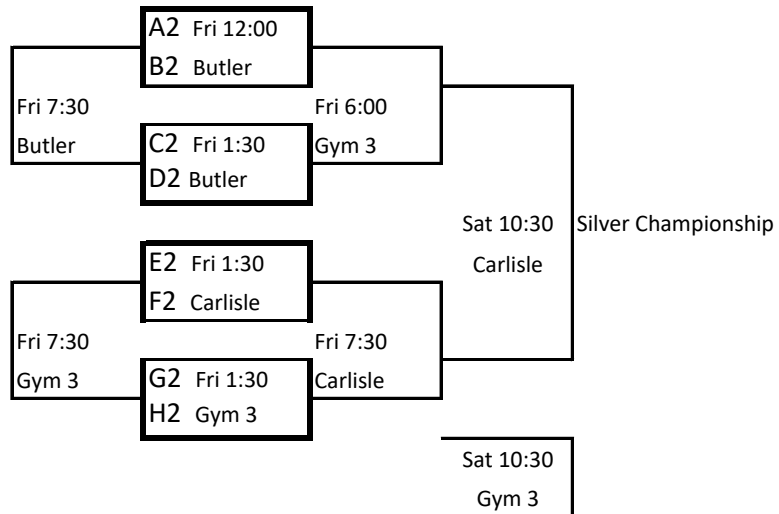 A2 Fri 12:00
B2 Butler
Fri 7:30
Butler
Fri 6:00
Gym 3
C2 Fri 1:30
D2 Butler
Sat 10:30
Carlisle
Silver Championship
E2 Fri 1:30
F2 Carlisle
Fri 7:30
Gym 3
Fri 7:30
Carlisle
G2 Fri 1:30
H2 Gym 3
Sat 10:30
Gym 3